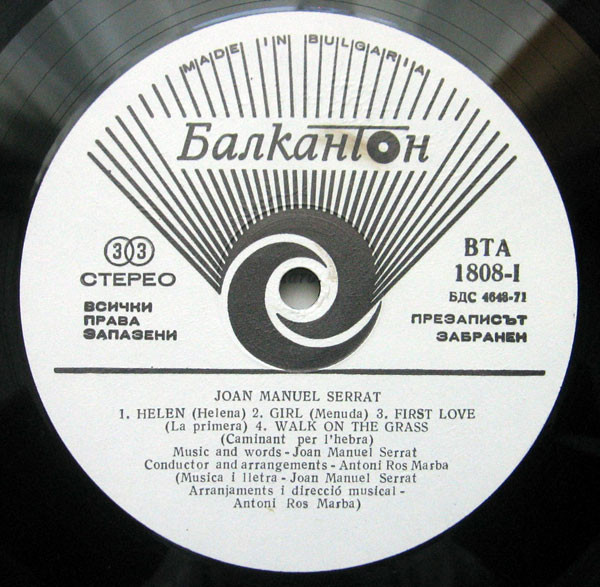 MADE IN BULGARIA
Балкантон
33
СТЕРЕО
ВСИЧКИ
ПРАВА
ЗАПАЗЕНИ
ВТА
1808-I
БДС 4648-71
ПРЕЗАПИСЪТ
ЗАБРАНЕН
JOAN MANUEL SERRAT
1. HELEN (Helena) 2. GIRL (Menuda) 3. FIRST LOVE
(La primera) 4. WALK ON THE GRASS
(Caminant per l'hebra)
Music and words - Joan Manuel Serrat
Conductor and arrangements - Antoni Ros Marba
(Musica i lletra - Joan Manuel Serrat
Arranjaments i direcció musical -
Antoni Ros Marba)